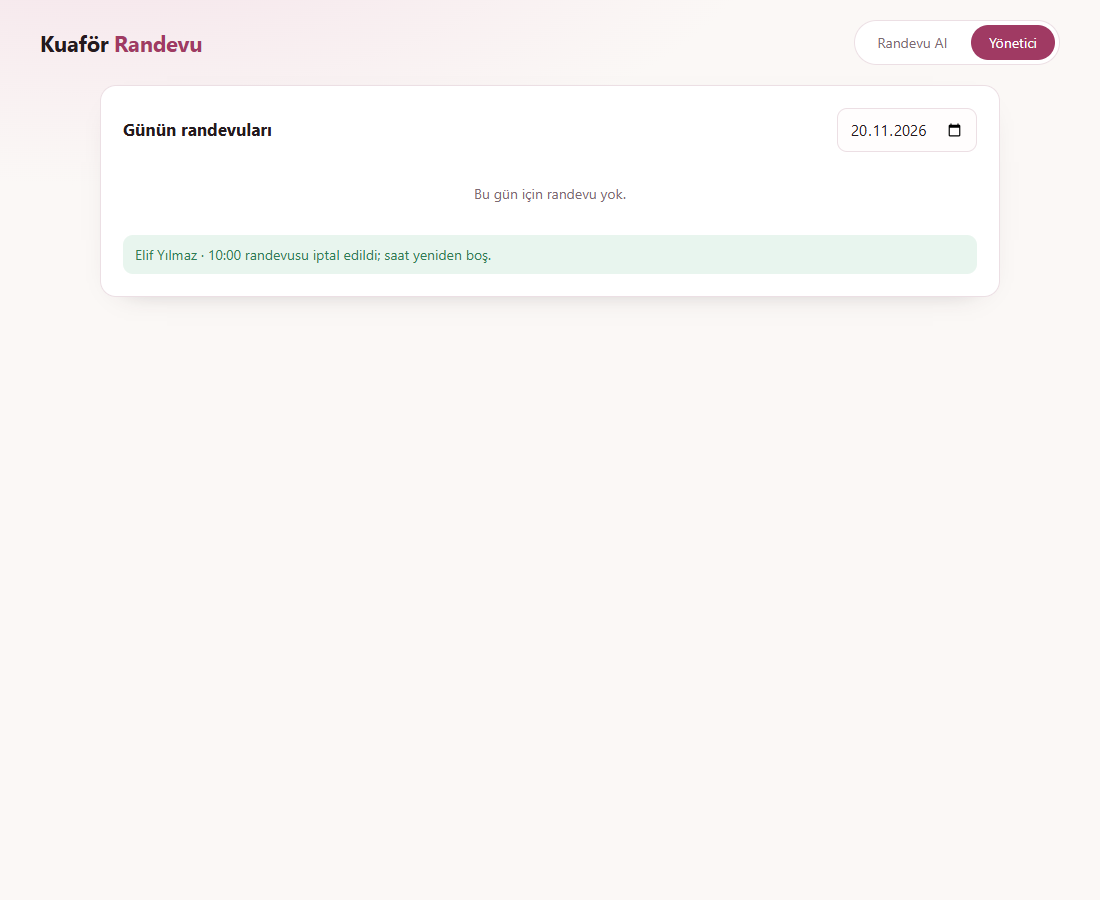 Kuaför Randevu
Randevu Al
Yönetici
Günün randevuları
20.11.2026
Bu gün için randevu yok.
Elif Yılmaz · 10:00 randevusu iptal edildi; saat yeniden boş.